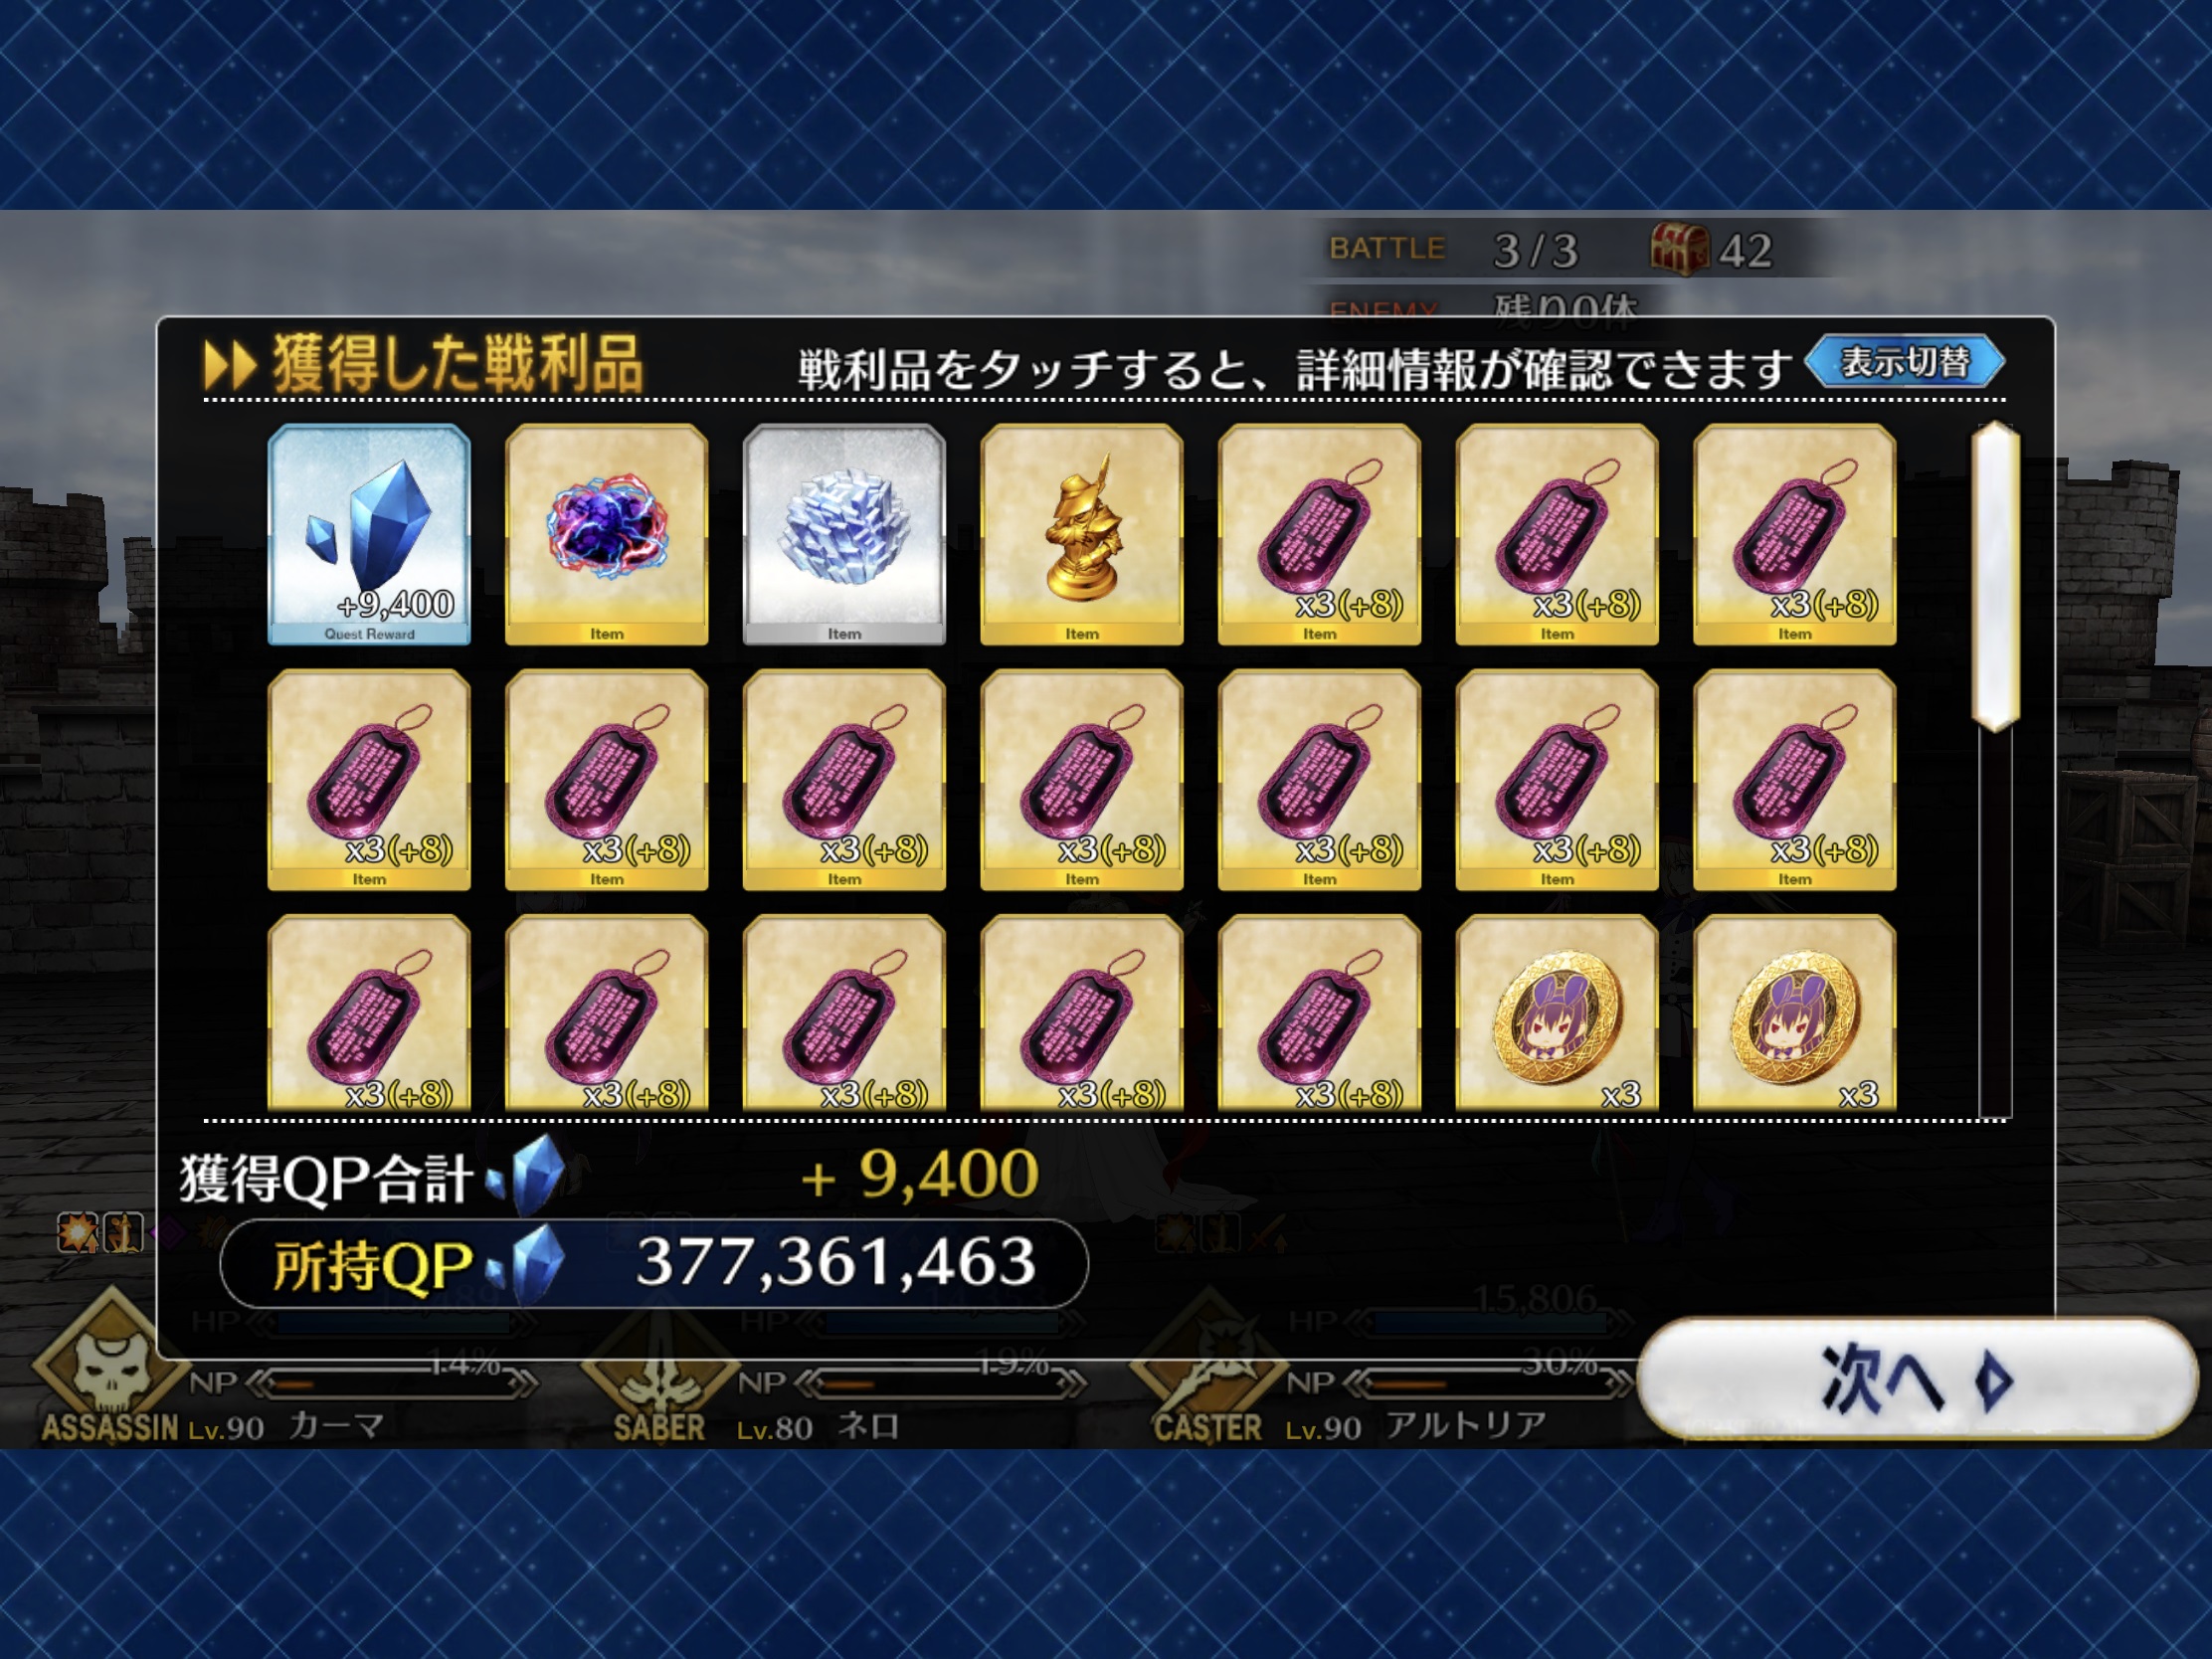 BATTLE 3/3 42
ENEMY 残り0体
獲得した戦利品 戦利品をタッチすると、詳細情報が確認できます 表示切替
+9,400 x3(+8) x3(+8) x3(+8)
Quest Reward Item Item Item Item Item Item
x3(+8) x3(+8) x3(+8) x3(+8) x3(+8) x3(+8) x3(+8)
Item Item Item Item Item Item Item
x3(+8) x3(+8) x3(+8) x3(+8) x3(+8) x3 x3
獲得QP合計 + 9,400
所持QP 377,361,463
HP HP HP 15,806
NP 14% NP 19% NP 30% 次へ
ASSASSIN Lv.90 カーマ SABER Lv.80 ネロ CASTER Lv.90 アルトリア